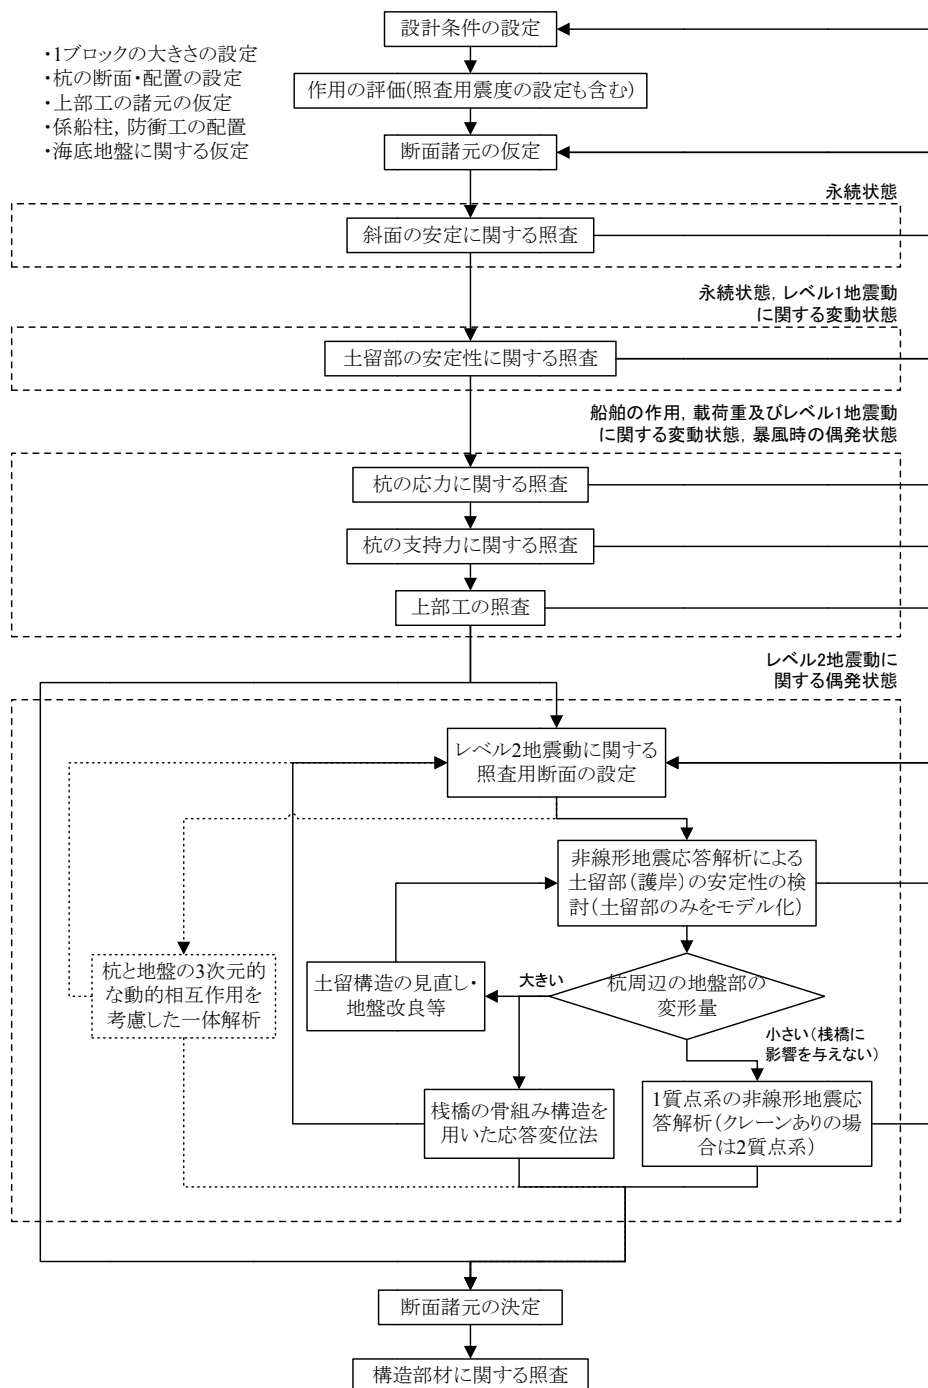 設計条件の設定
・1ブロックの大きさの設定
・杭の断面・配置の設定
・上部工の諸元の仮定
・係船柱, 防衝工の配置
・海底地盤に関する仮定
作用の評価(照査用震度の設定も含む)
断面諸元の仮定
永続状態
斜面の安定に関する照査
永続状態, レベル1地震動
に関する変動状態
土留部の安定性に関する照査
船舶の作用, 載荷重及びレベル1地震動
に関する変動状態, 暴風時の偶発状態
杭の応力に関する照査
杭の支持力に関する照査
上部工の照査
レベル2地震動に
関する偶発状態
レベル2地震動に関する
照査用断面の設定
非線形地震応答解析による
土留部(護岸)の安定性の検
討(土留部のみをモデル化)
杭と地盤の3次元的
な動的相互作用を
考慮した一体解析
土留構造の見直し・
地盤改良等
大きい
杭周辺の地盤部の
変形量
小さい(桟橋に
影響を与えない)
桟橋の骨組み構造を
用いた応答変位法
1質点系の非線形地震応
答解析(クレーンありの場
合は2質点系)
断面諸元の決定
構造部材に関する照査